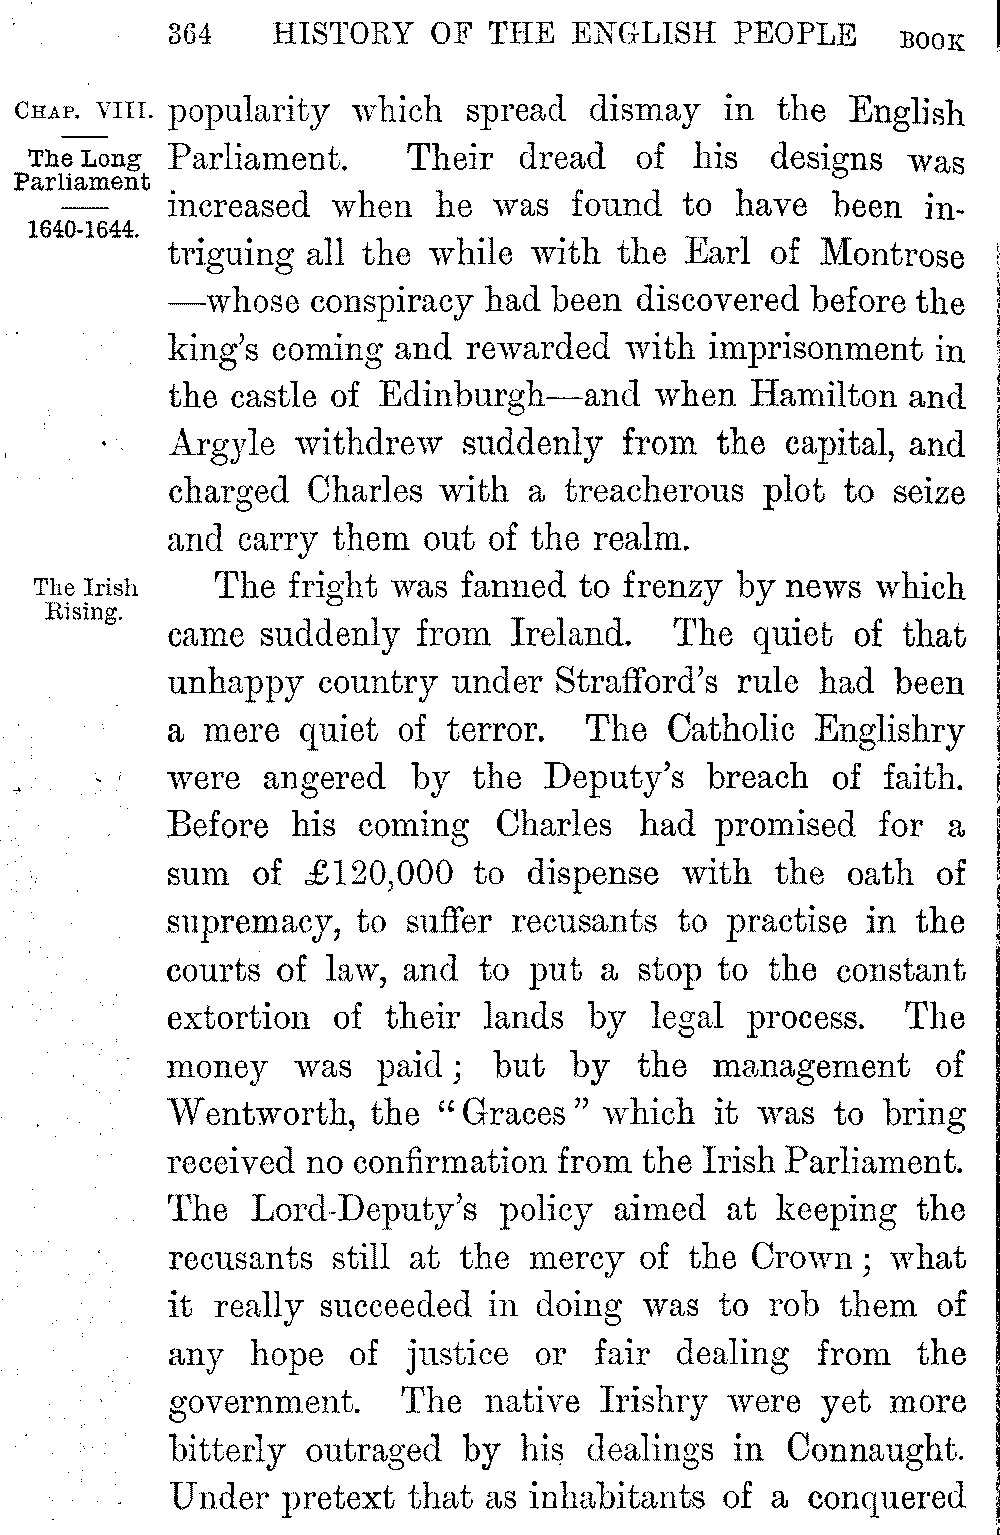 364 HISTORY OF THE ENGLISH PEOPLE BOOK
CHAP. VIII.
The Long
Parliament
1640-1644.
popularity which spread dismay in the English
Parliament. Their dread of his designs was
increased when he was found to have been in-
triguing all the while with the Earl of Montrose
—whose conspiracy had been discovered before the
king's coming and rewarded with imprisonment in
the castle of Edinburgh—and when Hamilton and
Argyle withdrew suddenly from the capital, and
charged Charles with a treacherous plot to seize
and carry them out of the realm.
The Irish
Rising.
The fright was fanned to frenzy by news which
came suddenly from Ireland. The quiet of that
unhappy country under Strafford's rule had been
a mere quiet of terror. The Catholic Englishry
were angered by the Deputy's breach of faith.
Before his coming Charles had promised for a
sum of £120,000 to dispense with the oath of
supremacy, to suffer recusants to practise in the
courts of law, and to put a stop to the constant
extortion of their lands by legal process. The
money was paid; but by the management of
Wentworth, the "Graces" which it was to bring
received no confirmation from the Irish Parliament.
The Lord-Deputy's policy aimed at keeping the
recusants still at the mercy of the Crown; what
it really succeeded in doing was to rob them of
any hope of justice or fair dealing from the
government. The native Irishry were yet more
bitterly outraged by his dealings in Connaught.
Under pretext that as inhabitants of a conquered